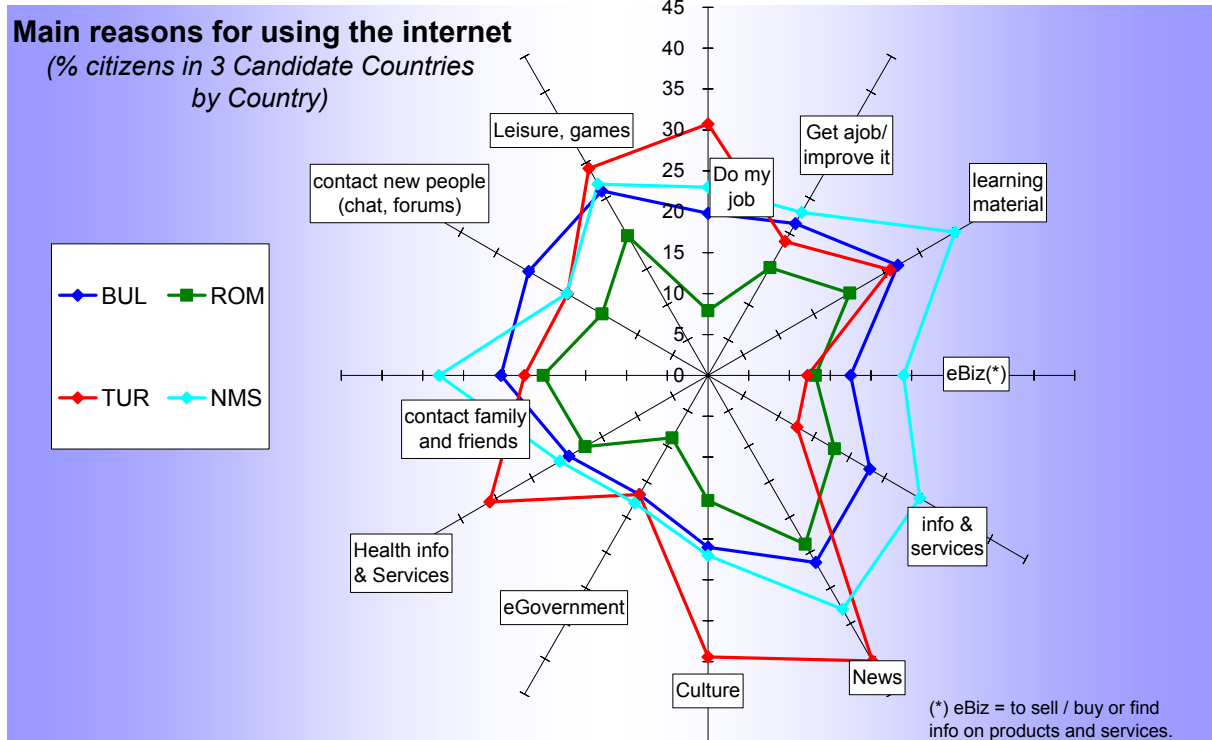 Main reasons for using the internet
(% citizens in 3 Candidate Countries
by Country)
45
40
35
30
25
20
15
10
5
0
Do my
job
Get ajob/
improve it
learning
material
eBiz(*)
info &
services
News
Culture
eGovernment
Health info
& Services
contact family
and friends
contact new people
(chat, forums)
Leisure, games
BUL
ROM
TUR
NMS
(*) eBiz = to sell / buy or find
info on products and services.